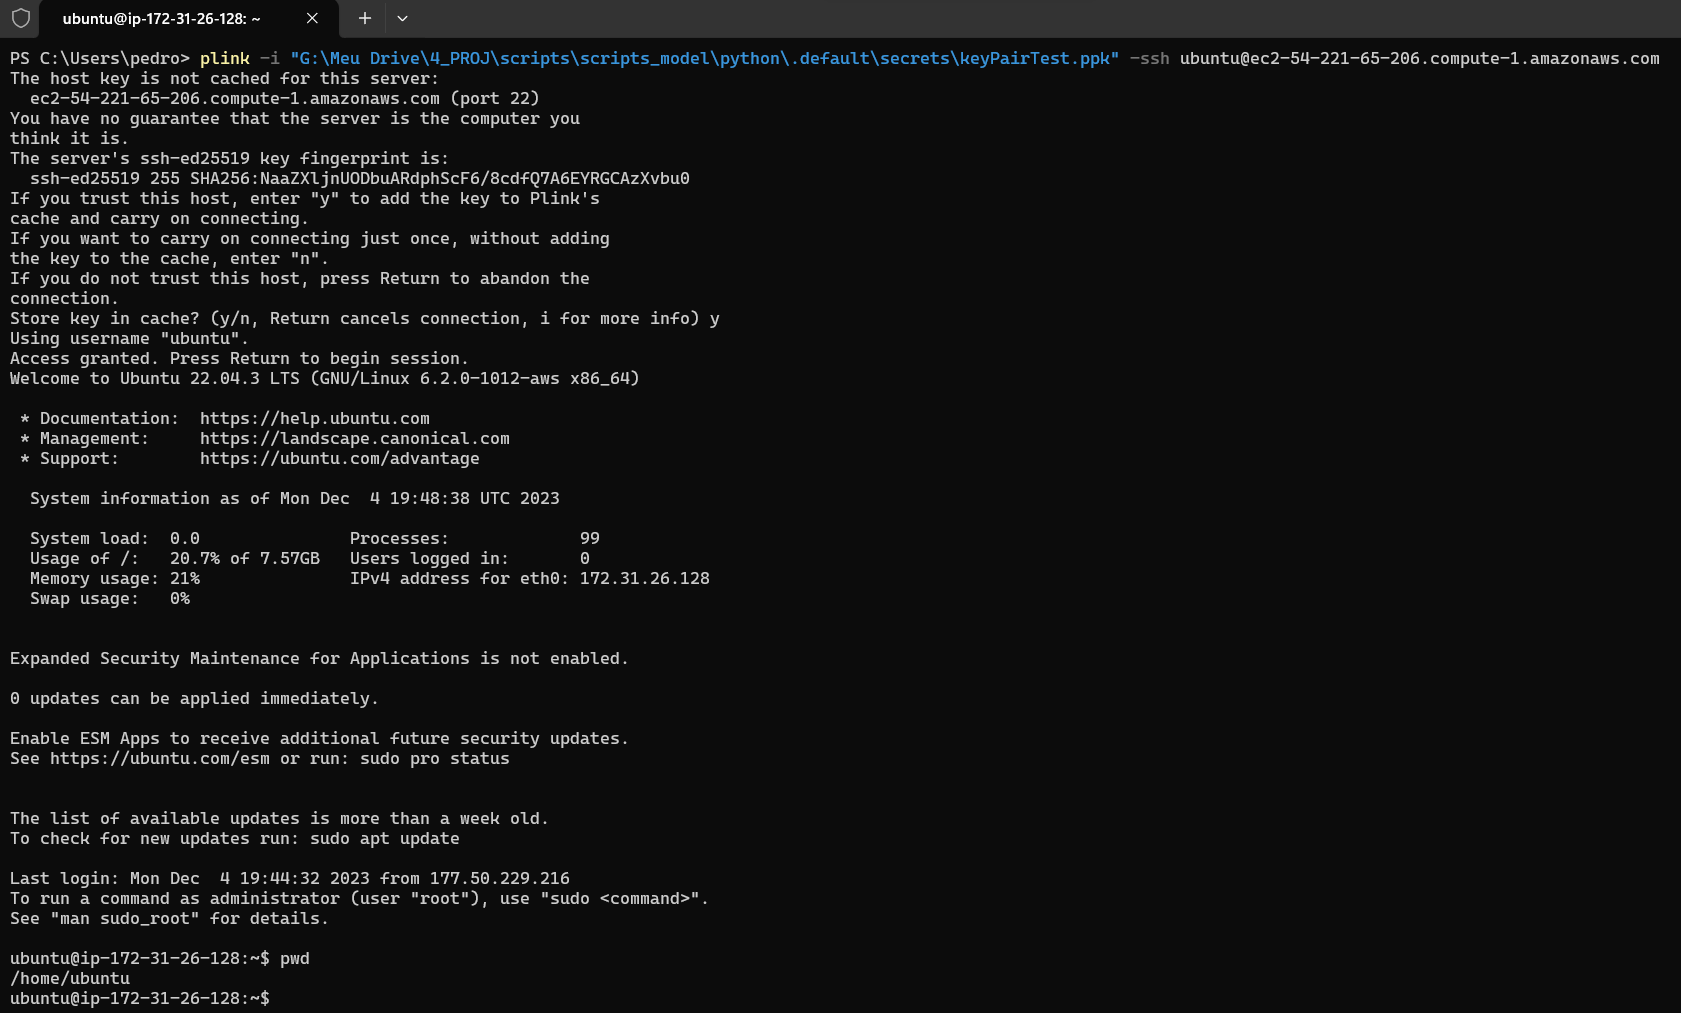 ubuntu@ip-172-31-26-128: ~
PS C:\Users\pedro> plink -i "G:\Meu Drive\4_PROJ\scripts\scripts_model\python\.default\secrets\keyPairTest.ppk" -ssh ubuntu@ec2-54-221-65-206.compute-1.amazonaws.com
The host key is not cached for this server:
  ec2-54-221-65-206.compute-1.amazonaws.com (port 22)
You have no guarantee that the server is the computer you
think it is.
The server's ssh-ed25519 key fingerprint is:
  ssh-ed25519 255 SHA256:NaaZXljnUODbuARdphScF6/8cdfQ7A6EYRGCAzXvbu0
If you trust this host, enter "y" to add the key to Plink's
cache and carry on connecting.
If you want to carry on connecting just once, without adding
the key to the cache, enter "n".
If you do not trust this host, press Return to abandon the
connection.
Store key in cache? (y/n, Return cancels connection, i for more info) y
Using username "ubuntu".
Access granted. Press Return to begin session.
Welcome to Ubuntu 22.04.3 LTS (GNU/Linux 6.2.0-1012-aws x86_64)

 * Documentation:  https://help.ubuntu.com
 * Management:     https://landscape.canonical.com
 * Support:        https://ubuntu.com/advantage

  System information as of Mon Dec  4 19:48:38 UTC 2023

  System load:  0.0               Processes:             99
  Usage of /:   20.7% of 7.57GB   Users logged in:       0
  Memory usage: 21%               IPv4 address for eth0: 172.31.26.128
  Swap usage:   0%

Expanded Security Maintenance for Applications is not enabled.

0 updates can be applied immediately.

Enable ESM Apps to receive additional future security updates.
See https://ubuntu.com/esm or run: sudo pro status

The list of available updates is more than a week old.
To check for new updates run: sudo apt update

Last login: Mon Dec  4 19:44:32 2023 from 177.50.229.216
To run a command as administrator (user "root"), use "sudo <command>".
See "man sudo_root" for details.

ubuntu@ip-172-31-26-128:~$ pwd
/home/ubuntu
ubuntu@ip-172-31-26-128:~$